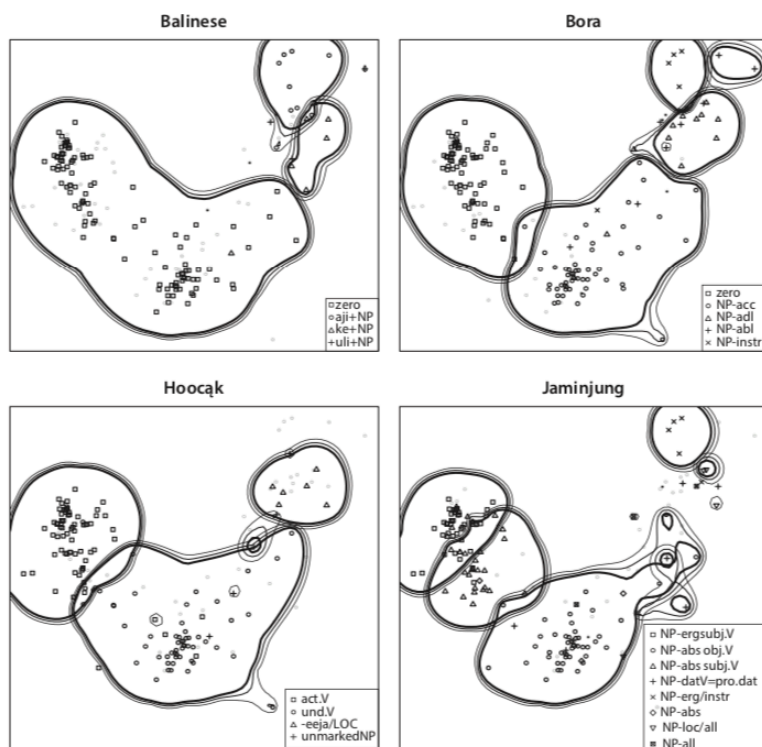 Balinese
zero
aji+NP
ke+NP
uli+NP
Bora
zero
NP-acc
NP-adl
NP-abl
NP-instr
Hoocąk
act.V
und.V
-eeja/LOC
unmarkedNP
Jaminjung
NP-ergsubj.V
NP-abs obj.V
NP-abs subj.V
NP-datV=pro.dat
NP-erg/instr
NP-abs
NP-loc/all
NP-all